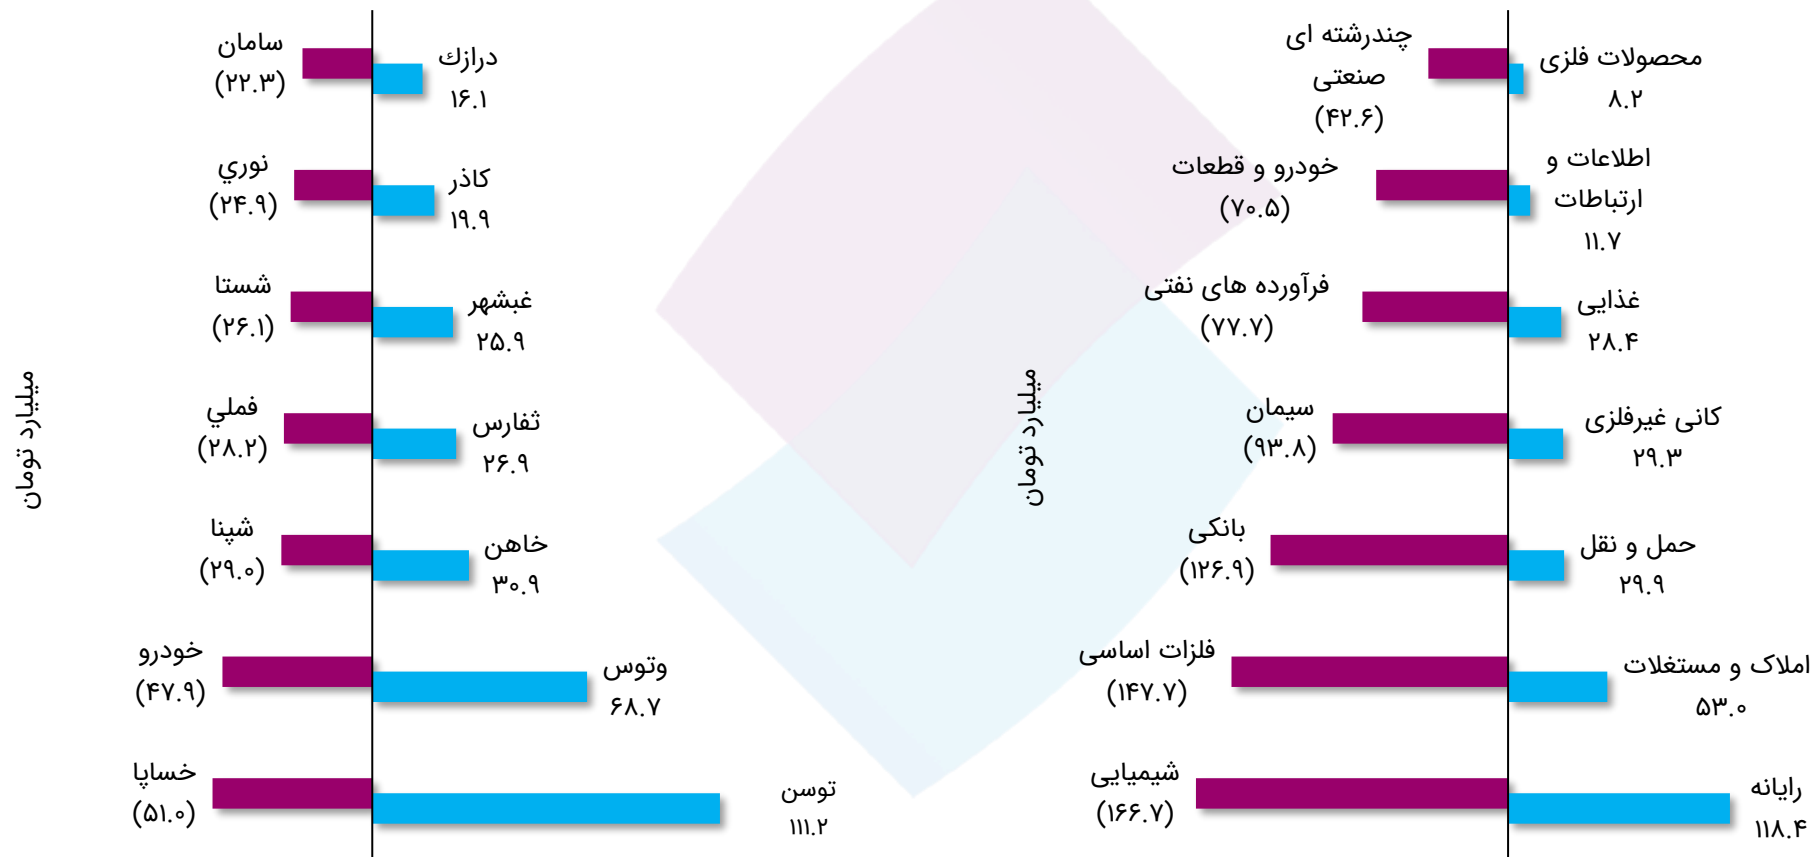 سامان
(۲۲.۳)
درازك
۱۶.۱
نوري
(۲۴.۹)
كاذر
۱۹.۹
شستا
(۲۶.۱)
غبشهر
۲۵.۹
فملي
(۲۸.۲)
ثفارس
۲۶.۹
شپنا
(۲۹.۰)
خاهن
۳۰.۹
خودرو
(۴۷.۹)
وتوس
۶۸.۷
خساپا
(۵۱.۰)
توسن
۱۱۱.۲
میلیارد تومان
چندرشته ای
صنعتی
(۴۲.۶)
محصولات فلزی
۸.۲
خودرو و قطعات
(۷۰.۵)
اطلاعات و
ارتباطات
۱۱.۷
فرآورده های نفتی
(۷۷.۷)
غذایی
۲۸.۴
سیمان
(۹۳.۸)
کانی غیرفلزی
۲۹.۳
بانکی
(۱۲۶.۹)
حمل و نقل
۲۹.۹
فلزات اساسی
(۱۴۷.۷)
املاک و مستغلات
۵۳.۰
شیمیایی
(۱۶۶.۷)
رایانه
۱۱۸.۴
میلیارد تومان